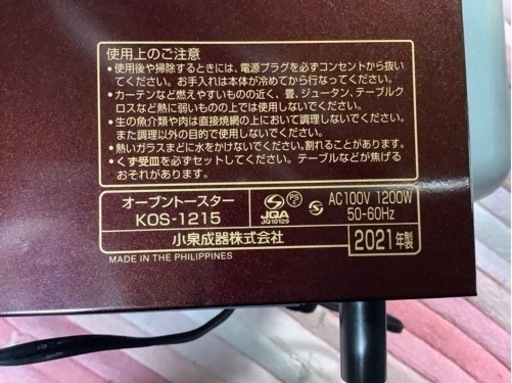 使用上のご注意
•使用後や掃除するときには、電源プラグを必ずコンセントから抜い
てください。お手入れは本体が冷めてから行なってください。
•カーテンなど燃えやすいものの近く、畳、ジュータン、テーブルク
ロスなど熱に弱いものの上では使用しないでください。
•生の魚介類や肉は直接焼網の上において調理しないでください。
また調理以外の目的で使用しないでください。
•熱いガラスまどに水をかけないでください。割れることがあります。
•くず受皿を必ずセットしてください。テーブルなどが焦げる
おそれがあります。
オーブントースター
KOS-1215
JQA
JQ10129
PS
E
AC100V 1200W
50-60Hz
小泉成器株式会社
2021年製
MADE IN THE PHILIPPINES